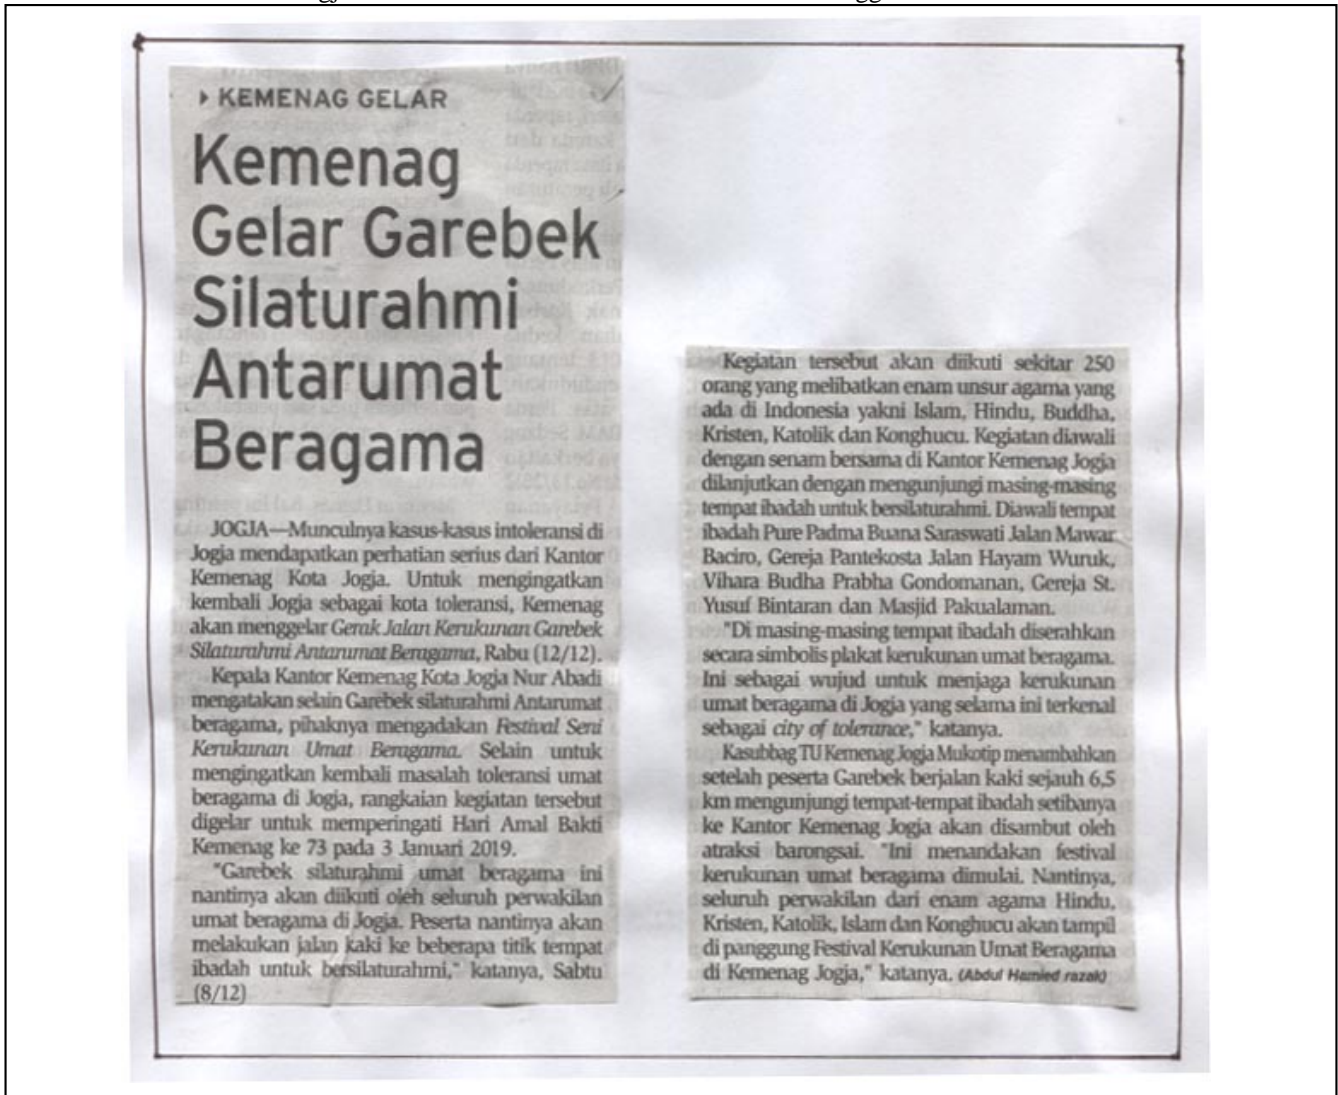 KEMENAG GELAR
Kemenag
Gelar Garebek
Silaturahmi
Antarumat
Beragama
JOGJA—Munculnya kasus-kasus intoleransi di
Jogja mendapatkan perhatian serius dari Kantor
Kemenag Kota Jogja. Untuk mengingatkan
kembali Jogja sebagai kota toleransi, Kemenag
akan menggelar Gerak Jalan Kerukunan Garebek
Silaturahmi Antarumat Beragama, Rabu (12/12).
Kepala Kantor Kemenag Kota Jogja Nur Abadi
mengatakan selain Garebek silaturahmi Antarumat
beragama, pihaknya mengadakan Festival Seni
Kerukunan Umat Beragama. Selain untuk
mengingatkan kembali masalah toleransi umat
beragama di Jogja, rangkaian kegiatan tersebut
digelar untuk memperingati Hari Amal Bakti
Kemenag ke 73 pada 3 Januari 2019.
"Garebek silaturahmi umat beragama ini
nantinya akan diikuti oleh seluruh perwakilan
umat beragama di Jogja. Peserta nantinya akan
melakukan jalan kaki ke beberapa titik tempat
ibadah untuk bersilaturahmi," katanya, Sabtu
(8/12)
Kegiatan tersebut akan diikuti sekitar 250
orang yang melibatkan enam unsur agama yang
ada di Indonesia yakni Islam, Hindu, Buddha,
Kristen, Katolik dan Konghucu. Kegiatan diawali
dengan senam bersama di Kantor Kemenag Jogja
dilanjutkan dengan mengunjungi masing-masing
tempat ibadah untuk bersilaturahmi. Diawali tempat
ibadah Pure Padma Buana Saraswati Jalan Mawar
Baciro, Gereja Pantekosta Jalan Hayam Wuruk,
Vihara Budha Prabha Gondomanan, Gereja St.
Yusuf Bintaran dan Masjid Pakualaman.
"Di masing-masing tempat ibadah diserahkan
secara simbolis plakat kerukunan umat beragama.
Ini sebagai wujud untuk menjaga kerukunan
umat beragama di Jogja yang selama ini terkenal
sebagai city of tolerance," katanya.
Kasubbag TU Kemenag Jogja Mukotip menambahkan
setelah peserta Garebek berjalan kaki sejauh 6,5
km mengunjungi tempat-tempat ibadah setibanya
ke Kantor Kemenag Jogja akan disambut oleh
atraksi barongsai. "Ini menandakan festival
kerukunan umat beragama dimulai. Nantinya,
seluruh perwakilan dari enam agama Hindu,
Kristen, Katolik, Islam dan Konghucu akan tampil
di panggung Festival Kerukunan Umat Beragama
di Kemenag Jogja," katanya. (Abdul Hamied razak)